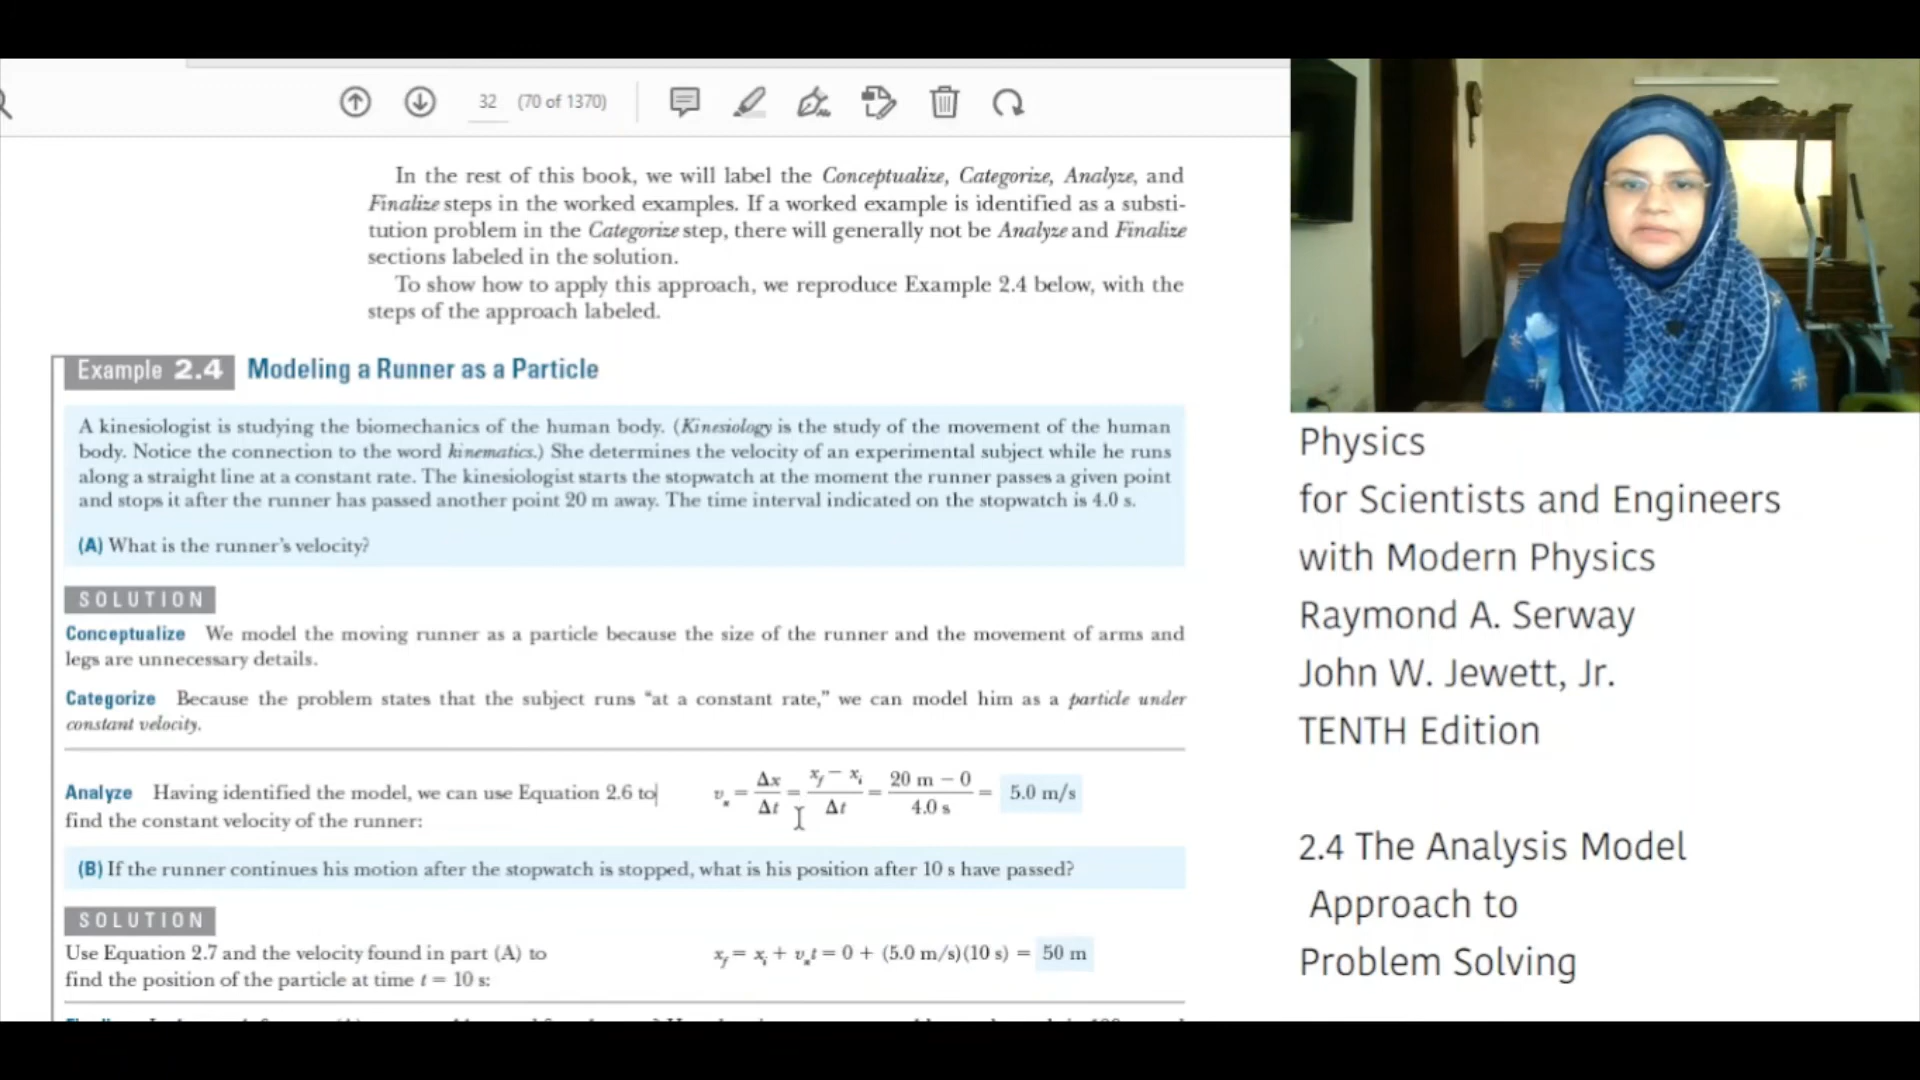 32 (70 of 1370)
In the rest of this book, we will label the Conceptualize, Categorize, Analyze, and
Finalize steps in the worked examples. If a worked example is identified as a substi-
tution problem in the Categorize step, there will generally not be Analyze and Finalize
sections labeled in the solution.
To show how to apply this approach, we reproduce Example 2.4 below, with the
steps of the approach labeled.
Example 2.4 Modeling a Runner as a Particle
A kinesiologist is studying the biomechanics of the human body. (Kinesiology is the study of the movement of the human
body. Notice the connection to the word kinematics.) She determines the velocity of an experimental subject while he runs
along a straight line at a constant rate. The kinesiologist starts the stopwatch at the moment the runner passes a given point
and stops it after the runner has passed another point 20 m away. The time interval indicated on the stopwatch is 4.0 s.
(A) What is the runner's velocity?
SOLUTION
Conceptualize We model the moving runner as a particle because the size of the runner and the movement of arms and
legs are unnecessary details.
Categorize Because the problem states that the subject runs "at a constant rate," we can model him as a particle under
constant velocity.
Analyze Having identified the model, we can use Equation 2.6 to
find the constant velocity of the runner:
vₓ = Δx/Δt = (x_f − x_i)/Δt = (20 m − 0)/4.0 s = 5.0 m/s
(B) If the runner continues his motion after the stopwatch is stopped, what is his position after 10 s have passed?
SOLUTION
Use Equation 2.7 and the velocity found in part (A) to
find the position of the particle at time t = 10 s:
x_f = x_i + vₓt = 0 + (5.0 m/s)(10 s) = 50 m
Physics
for Scientists and Engineers
with Modern Physics
Raymond A. Serway
John W. Jewett, Jr.
TENTH Edition
2.4 The Analysis Model
Approach to
Problem Solving